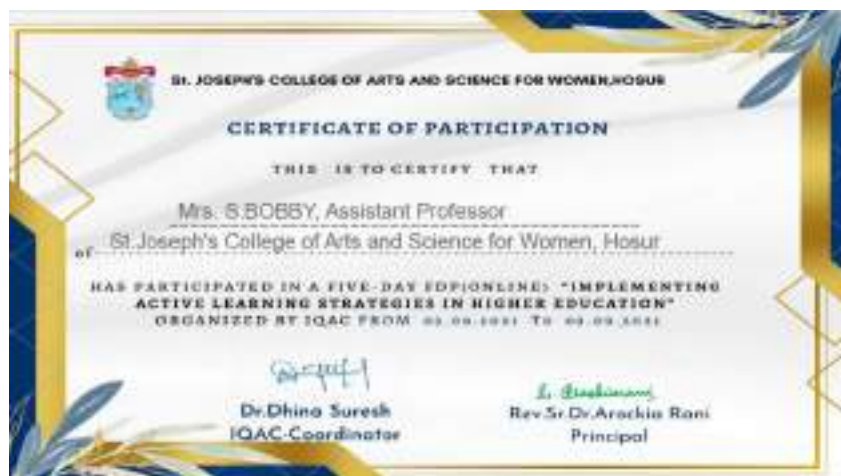 St. JOSEPH'S COLLEGE OF ARTS AND SCIENCE FOR WOMEN,HOSUR
CERTIFICATE OF PARTICIPATION
THIS IS TO CERTIFY THAT
Mrs. S.BOBBY, Assistant Professor
of St.Joseph's College of Arts and Science for Women, Hosur
HAS PARTICIPATED IN A FIVE-DAY FDP(ONLINE) "IMPLEMENTING
ACTIVE LEARNING STRATEGIES IN HIGHER EDUCATION"
ORGANIZED BY IQAC FROM To
Dr.Dhina Suresh
Rev.Sr.Dr.Arockia Rani
IQAC-Coordinator
Principal